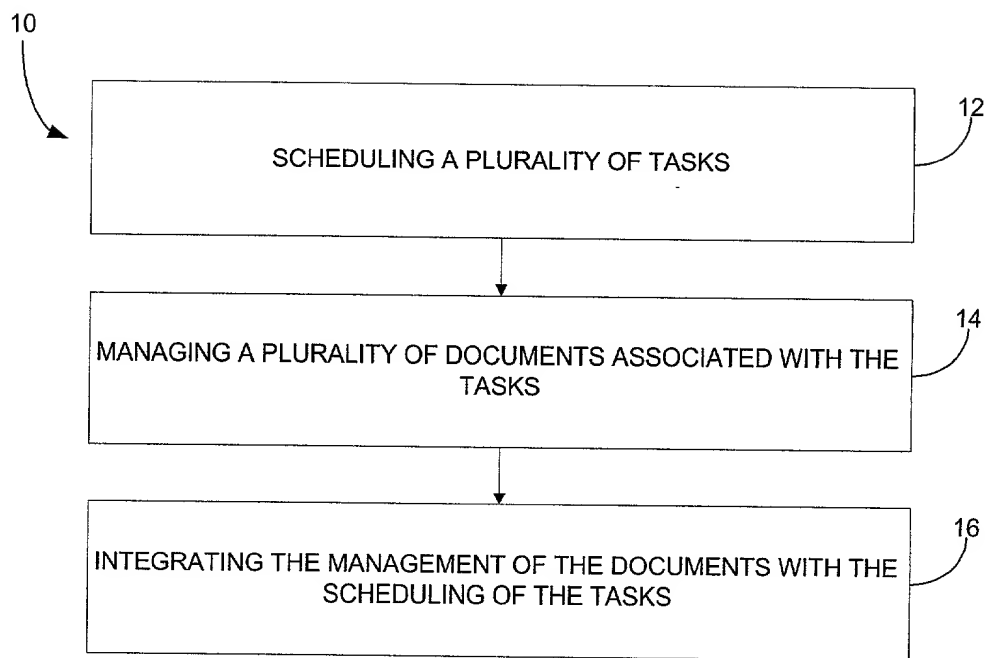 10
SCHEDULING A PLURALITY OF TASKS
12
MANAGING A PLURALITY OF DOCUMENTS ASSOCIATED WITH THE
TASKS
14
INTEGRATING THE MANAGEMENT OF THE DOCUMENTS WITH THE
SCHEDULING OF THE TASKS
16